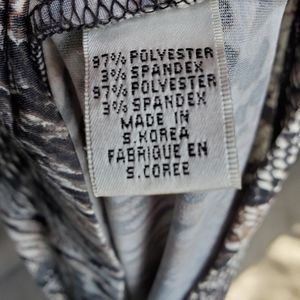 97% POLYESTER
3% SPANDEX
97% POLYESTER
3% SPANDEX
MADE IN
S.KOREA
FABRIQUE EN
S.COREE